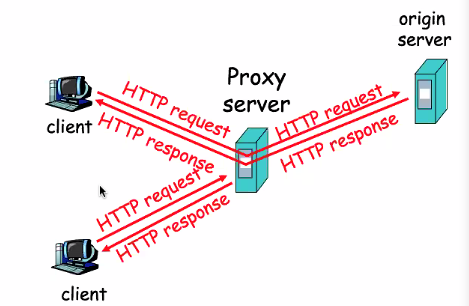 origin
server
Proxy
server
client
HTTP request
HTTP response
HTTP request
HTTP response
HTTP request
HTTP response
client